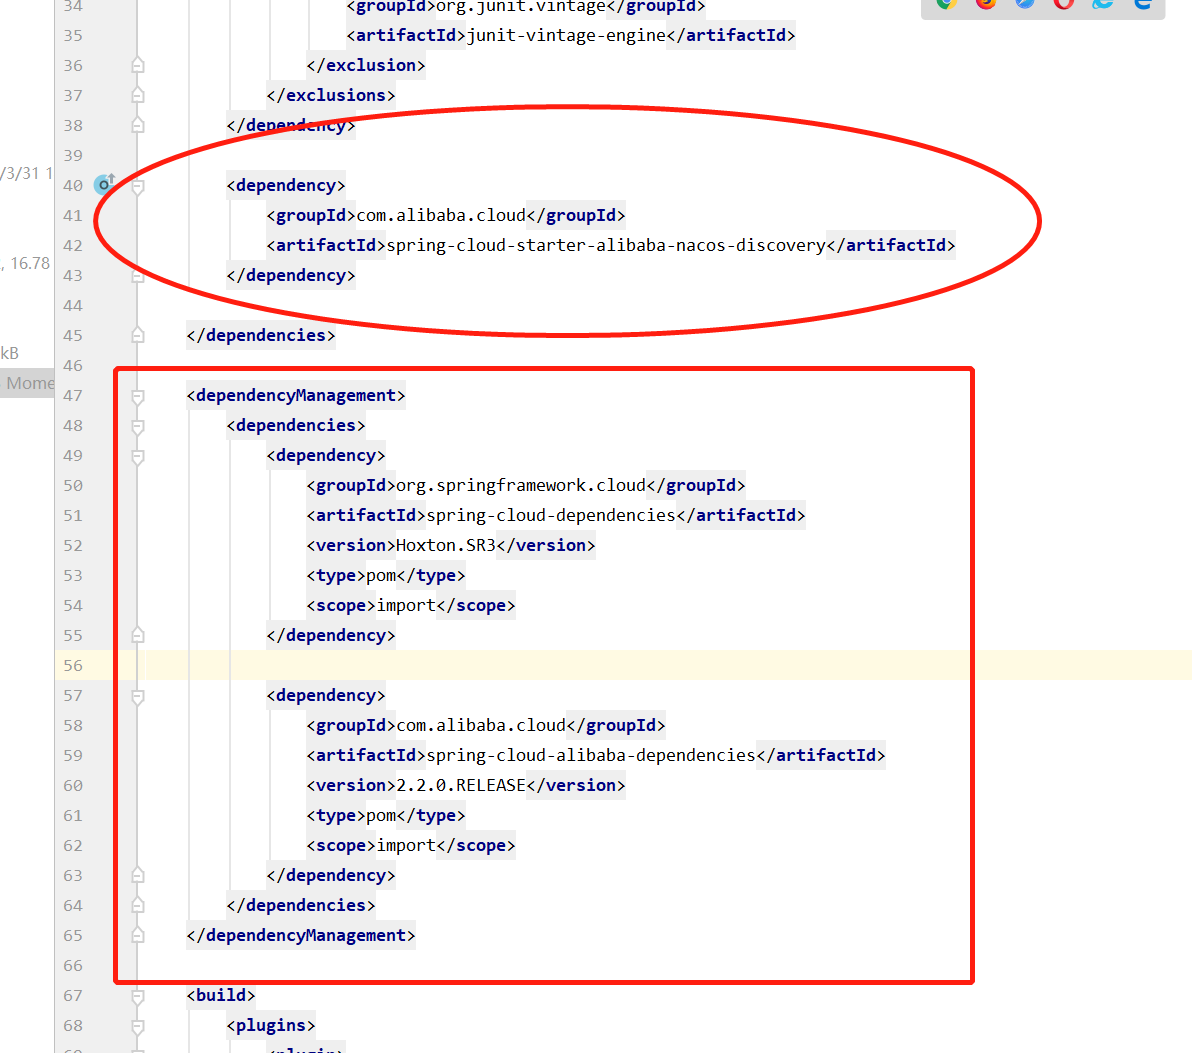 34 <groupId>org.junit.vintage</groupId>
35 <artifactId>junit-vintage-engine</artifactId>
36 </exclusion>
37 </exclusions>
38 </dependency>
39
/3/31 1
40 <dependency>
41 <groupId>com.alibaba.cloud</groupId>
42 <artifactId>spring-cloud-starter-alibaba-nacos-discovery</artifactId>
, 16.78
43 </dependency>
44
45 </dependencies>
kB
46
Mome
47 <dependencyManagement>
48 <dependencies>
49 <dependency>
50 <groupId>org.springframework.cloud</groupId>
51 <artifactId>spring-cloud-dependencies</artifactId>
52 <version>Hoxton.SR3</version>
53 <type>pom</type>
54 <scope>import</scope>
55 </dependency>
56
57 <dependency>
58 <groupId>com.alibaba.cloud</groupId>
59 <artifactId>spring-cloud-alibaba-dependencies</artifactId>
60 <version>2.2.0.RELEASE</version>
61 <type>pom</type>
62 <scope>import</scope>
63 </dependency>
64 </dependencies>
65 </dependencyManagement>
66
67 <build>
68 <plugins>